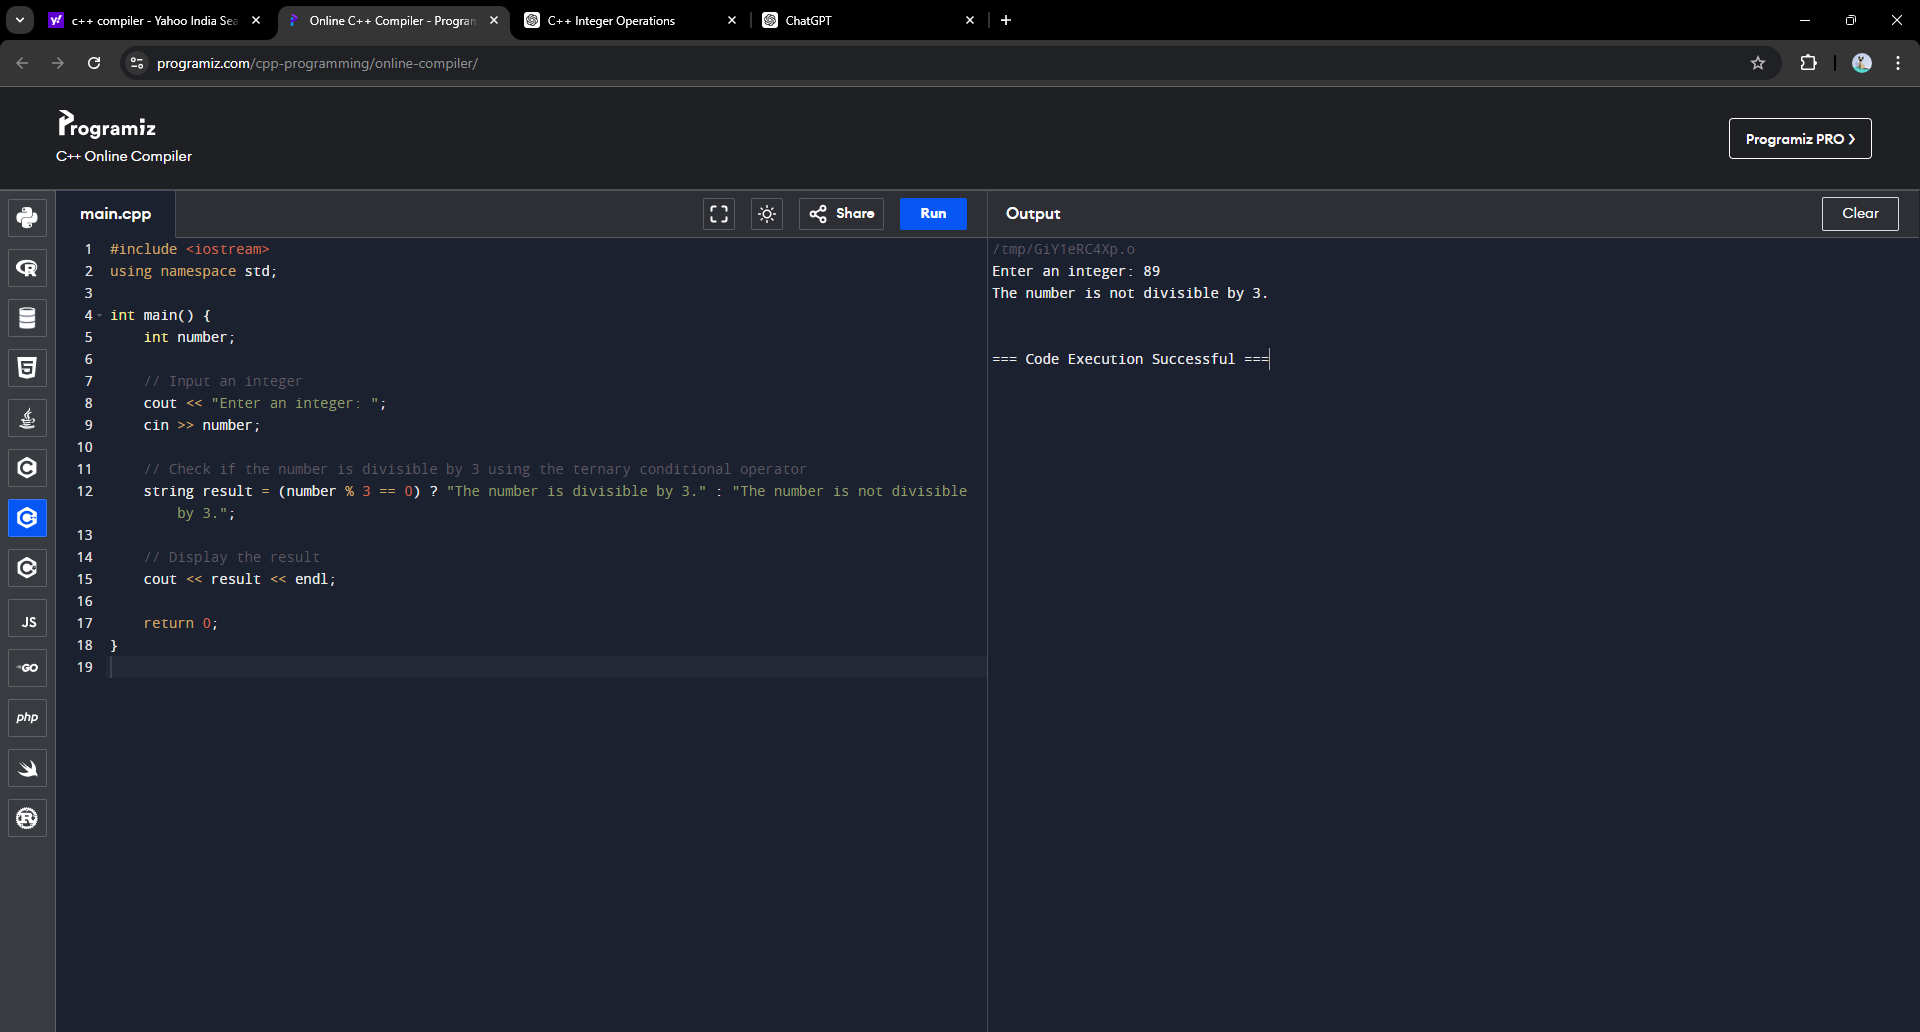 c++ compiler - Yahoo India Sea
Online C++ Compiler - Program
C++ Integer Operations
ChatGPT
programiz.com/cpp-programming/online-compiler/
Programiz
C++ Online Compiler
Programiz PRO ›
main.cpp
Share
Run
Output
Clear
1 #include <iostream>
2 using namespace std;
3
4 int main() {
5     int number;
6
7     // Input an integer
8     cout << "Enter an integer: ";
9     cin >> number;
10
11     // Check if the number is divisible by 3 using the ternary conditional operator
12     string result = (number % 3 == 0) ? "The number is divisible by 3." : "The number is not divisible
        by 3.";
13
14     // Display the result
15     cout << result << endl;
16
17     return 0;
18 }
19
/tmp/GiY1eRC4Xp.o
Enter an integer: 89
The number is not divisible by 3.
=== Code Execution Successful ===
JS
GO
php